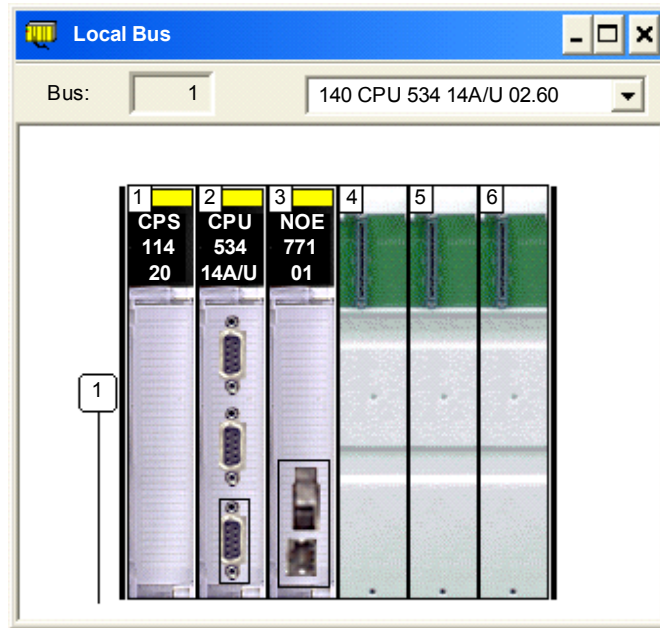 Local Bus
Bus: 1 140 CPU 534 14A/U 02.60
1 2 3 4 5 6
CPS CPU NOE
114 534 771
20 14A/U 01
1